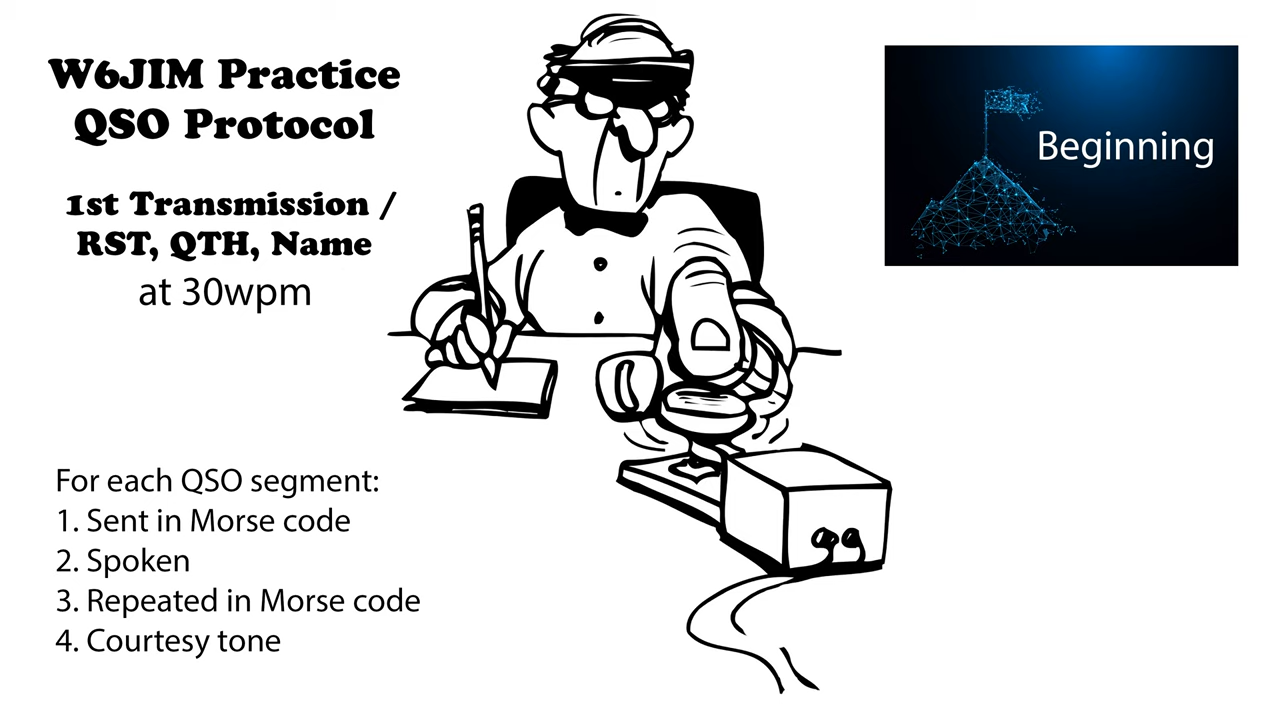 W6JIM Practice
QSO Protocol
1st Transmission /
RST, QTH, Name
at 30wpm
Beginning
For each QSO segment:
1. Sent in Morse code
2. Spoken
3. Repeated in Morse code
4. Courtesy tone